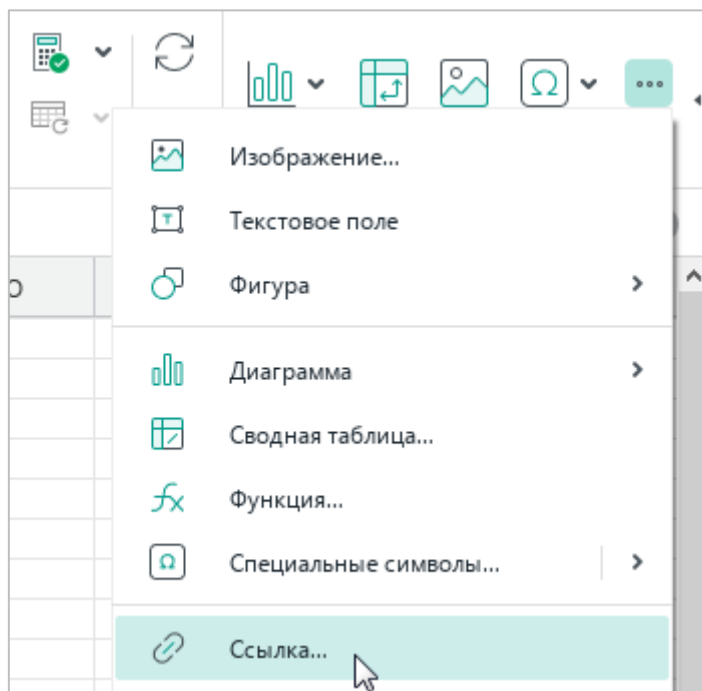 Изображение...
Текстовое поле
Фигура
Диаграмма
Сводная таблица...
Функция...
Специальные символы...
Ссылка...